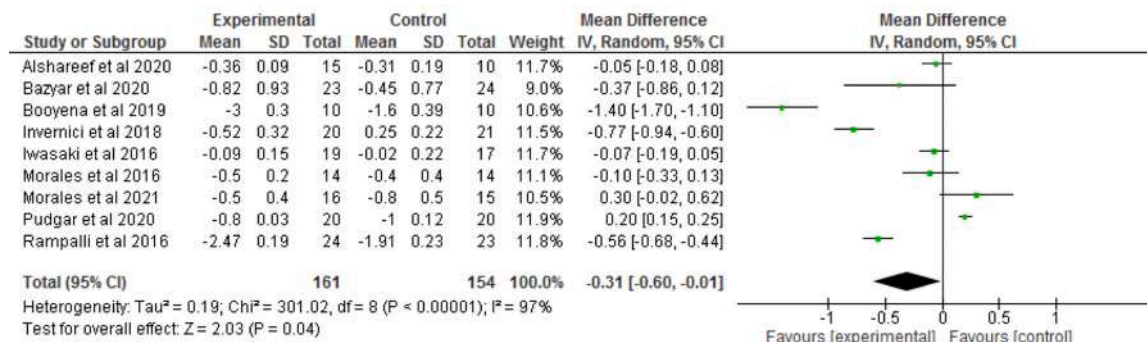 Experimental Control Mean Difference Mean Difference
Study or Subgroup Mean SD Total Mean SD Total Weight IV, Random, 95% CI IV, Random, 95% CI
Alshareef et al 2020 -0.36 0.09 15 -0.31 0.19 10 11.7% -0.05 [-0.18, 0.08]
Bazyar et al 2020 -0.82 0.93 23 -0.45 0.77 24 9.0% -0.37 [-0.86, 0.12]
Booyena et al 2019 -3 0.3 10 -1.6 0.39 10 10.7% -1.40 [-1.70, -1.10]
Invernici et al 2018 -0.52 0.32 20 0.25 0.22 21 11.5% -0.77 [-0.94, -0.60]
Iwasaki et al 2016 -0.09 0.15 19 -0.02 0.22 17 11.7% -0.07 [-0.19, 0.05]
Morales et al 2016 -0.5 0.2 14 -0.4 0.4 14 11.2% -0.10 [-0.33, 0.13]
Morales et al 2021 -0.5 0.4 16 -0.8 0.5 15 10.5% 0.30 [-0.02, 0.62]
Pudgar et al 2020 -0.8 0.03 20 -1 0.12 20 11.9% 0.20 [0.15, 0.25]
Rampalli et al 2016 -2.47 0.19 24 -1.91 0.23 23 11.8% -0.56 [-0.68, -0.44]
Total (95% CI) 161 154 100.0% -0.31 [-0.60, -0.01]
Heterogeneity: Tau² = 0.19; Chi² = 301.02, df = 8 (P < 0.00001); I² = 97%
Test for overall effect: Z = 2.03 (P = 0.04)
-1 -0.5 0 0.5 1
Favours [experimental] Favours [control]